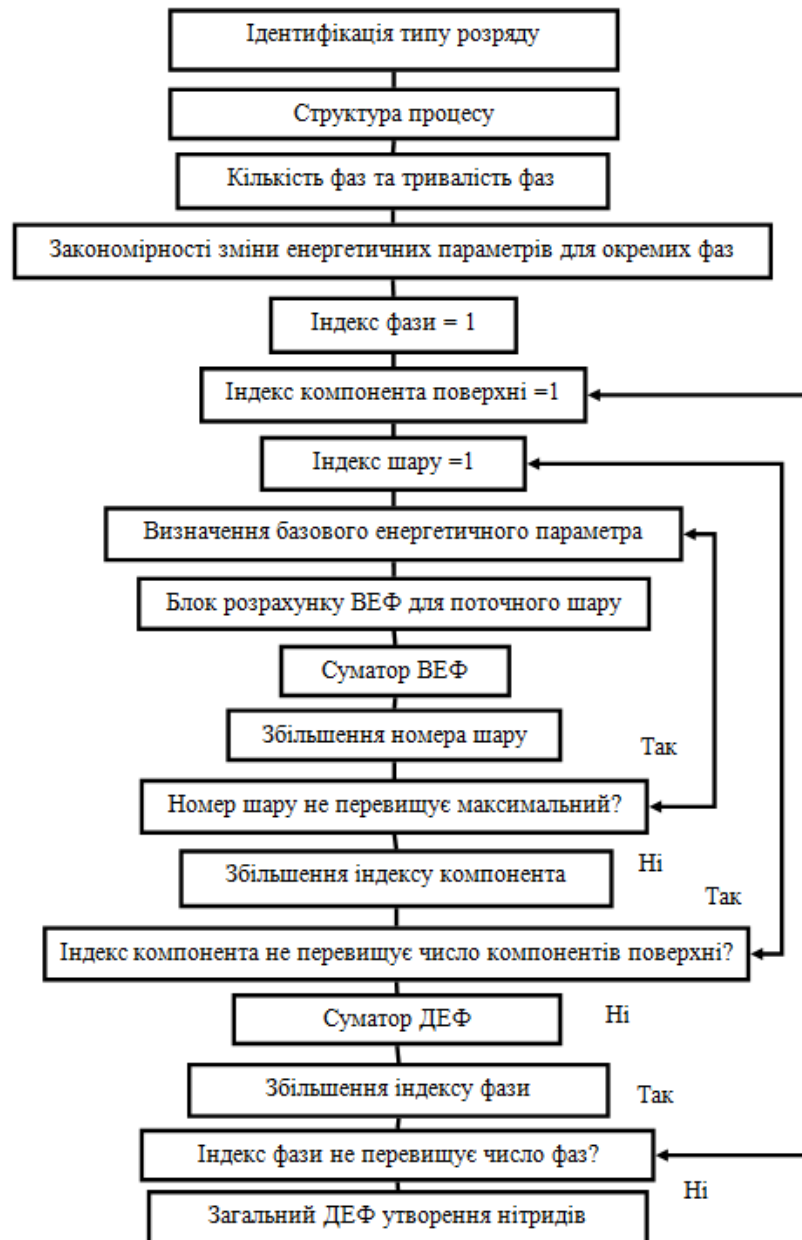 Ідентифікація типу розряду
Структура процесу
Кількість фаз та тривалість фаз
Закономірності зміни енергетичних параметрів для окремих фаз
Індекс фази = 1
Індекс компонента поверхні =1
Індекс шару =1
Визначення базового енергетичного параметра
Блок розрахунку ВЕФ для поточного шару
Суматор ВЕФ
Збільшення номера шару
Так
Номер шару не перевищує максимальний?
Ні
Збільшення індексу компонента
Так
Індекс компонента не перевищує число компонентів поверхні?
Суматор ДЕФ
Ні
Збільшення індексу фази
Так
Індекс фази не перевищує число фаз?
Ні
Загальний ДЕФ утворення нітридів